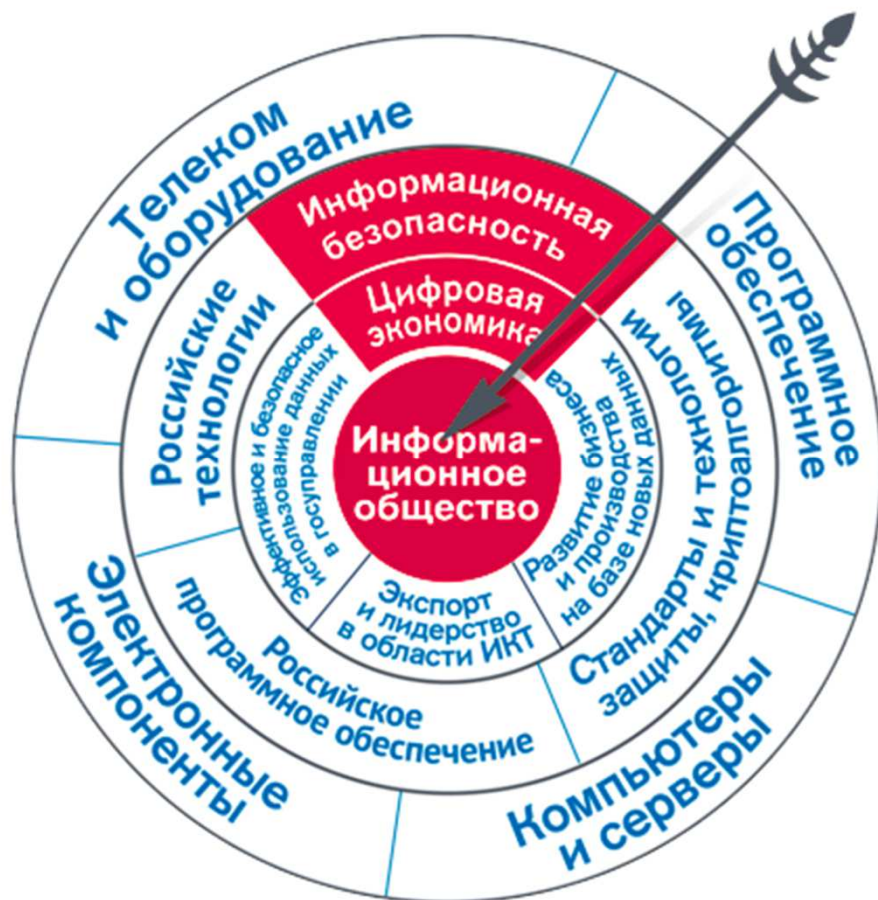 Телеком
и оборудование
Программное
обеспечение
Компьютеры
и серверы
Электронные
компоненты
Информационная
безопасность
Стандарты и технологии
защиты, криптоалгоритмы
Российское
программное обеспечение
Российские
технологии
Цифровая
экономика
Развитие бизнеса
и производства
на базе новых данных
Экспорт
и лидерство
в области ИКТ
Эффективное и безопасное
использование данных
в госуправлении
Информа-
ционное
общество